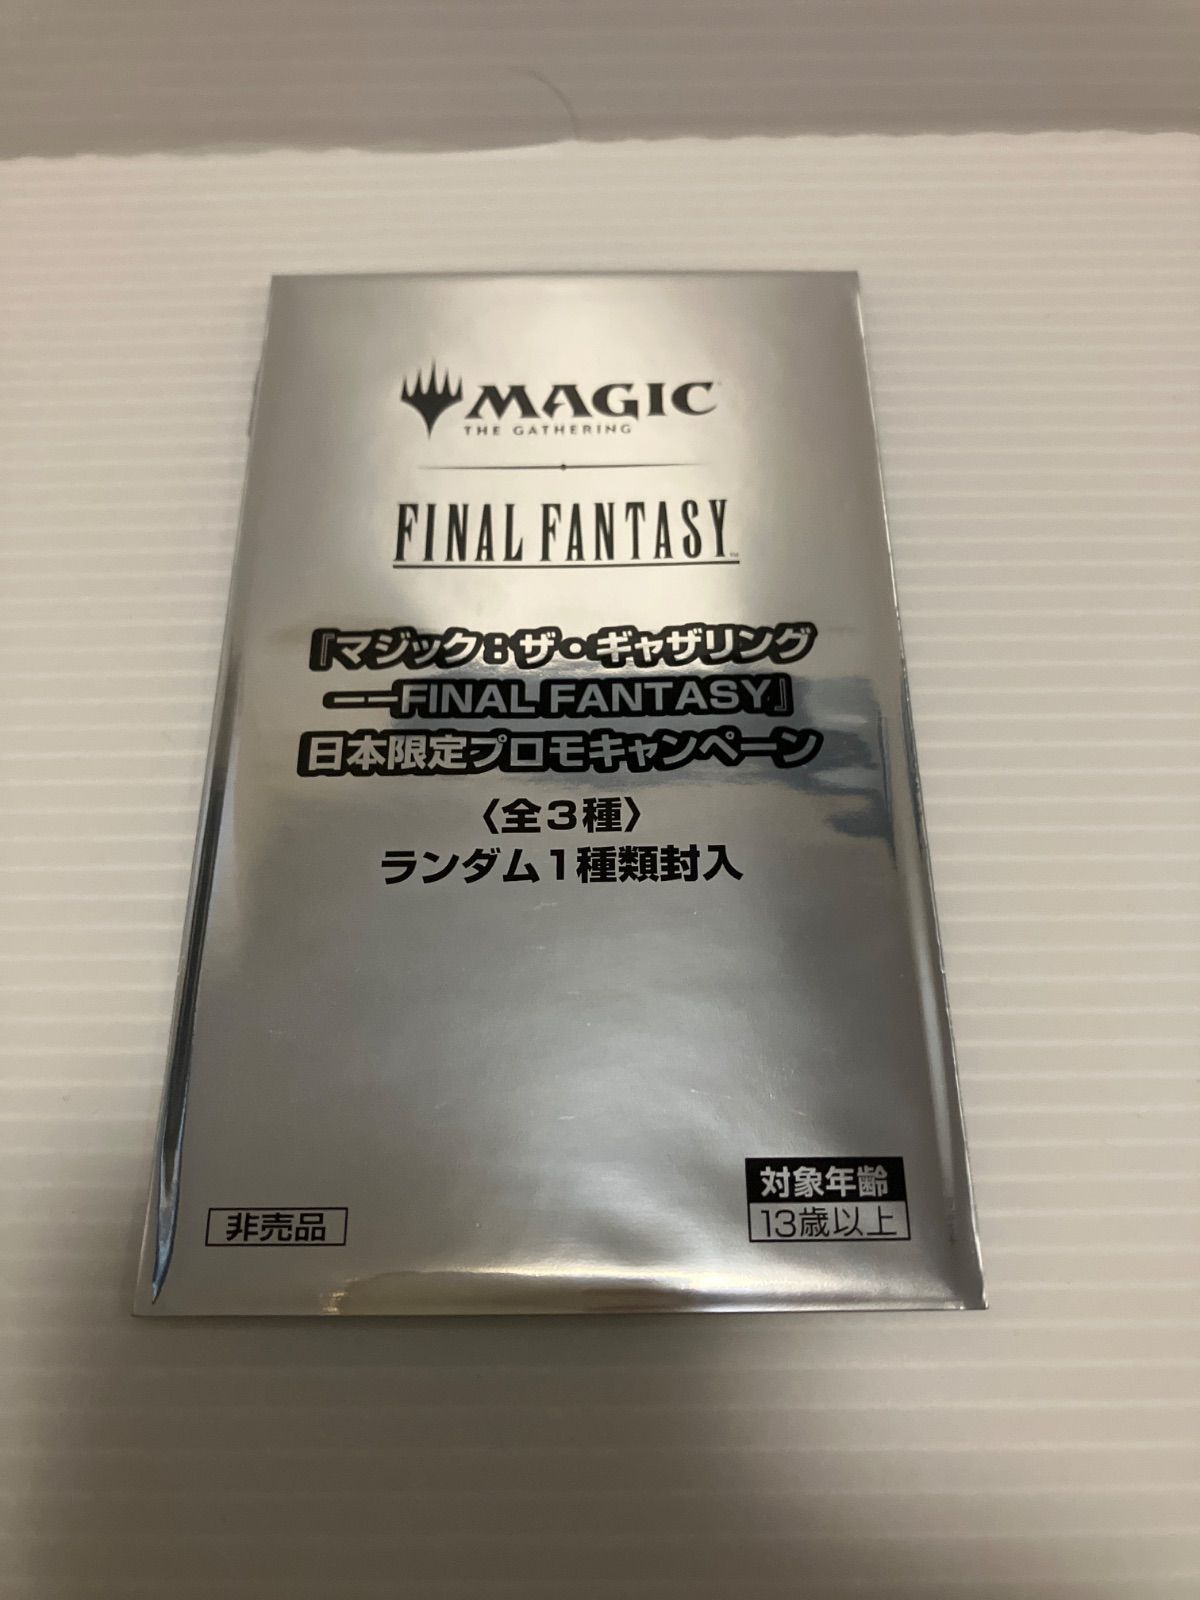 MAGIC
THE GATHERING
FINAL FANTASY™
『マジック：ザ・ギャザリング
――FINAL FANTASY』
日本限定プロモキャンペーン
〈全3種〉
ランダム1種類封入
非売品
対象年齢
13歳以上